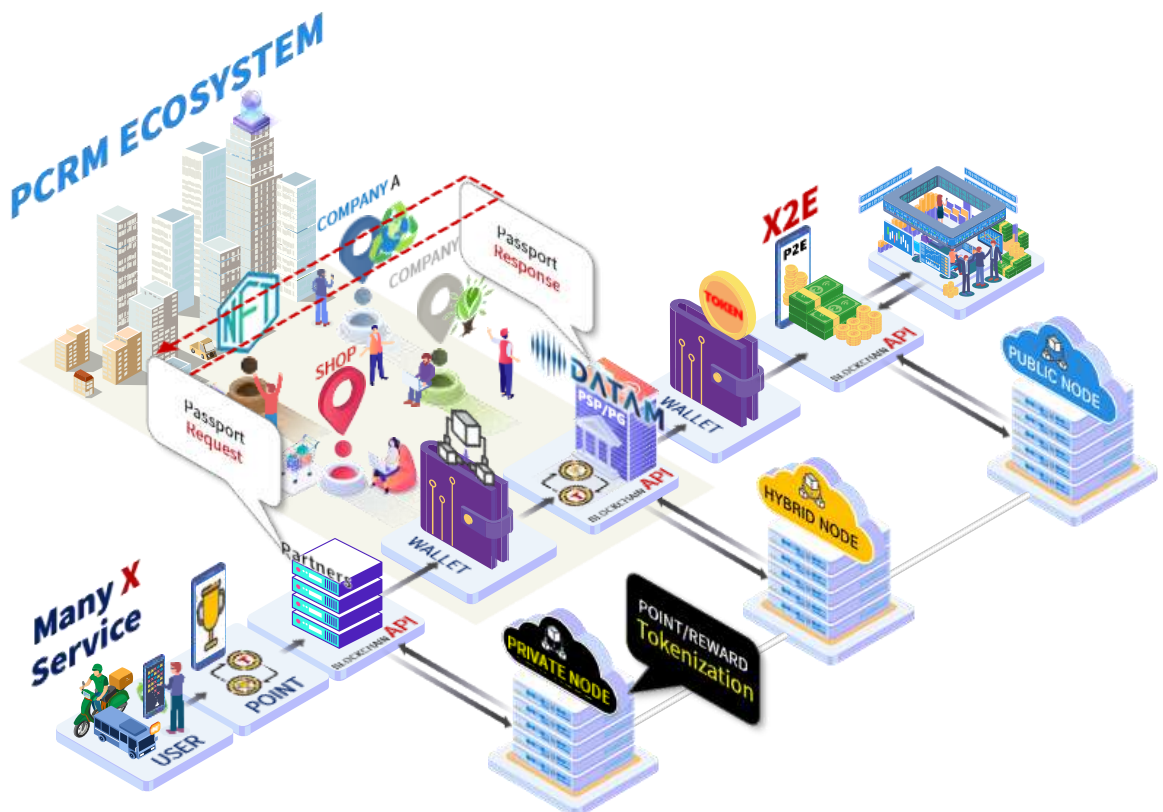 PCRM ECOSYSTEM
COMPANY A
COMPANY
Passport
Response
X2E
P2E
NFT
SHOP
TOKEN
DATAM
PSP/PG
WALLET
BLOCKCHAIN API
PUBLIC NODE
Passport
Request
BLOCKCHAIN API
HYBRID NODE
WALLET
Partners
BLOCKCHAIN API
Many X
Service
POINT/REWARD
Tokenization
PRIVATE NODE
T
T
POINT
USER